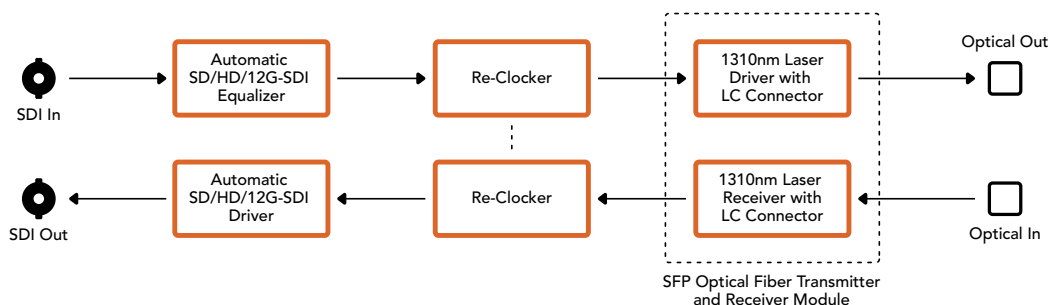 SDI In
Automatic
SD/HD/12G-SDI
Equalizer
Re-Clocker
1310nm Laser
Driver with
LC Connector
Optical Out
SDI Out
Automatic
SD/HD/12G-SDI
Driver
Re-Clocker
1310nm Laser
Receiver with
LC Connector
Optical In
SFP Optical Fiber Transmitter
and Receiver Module